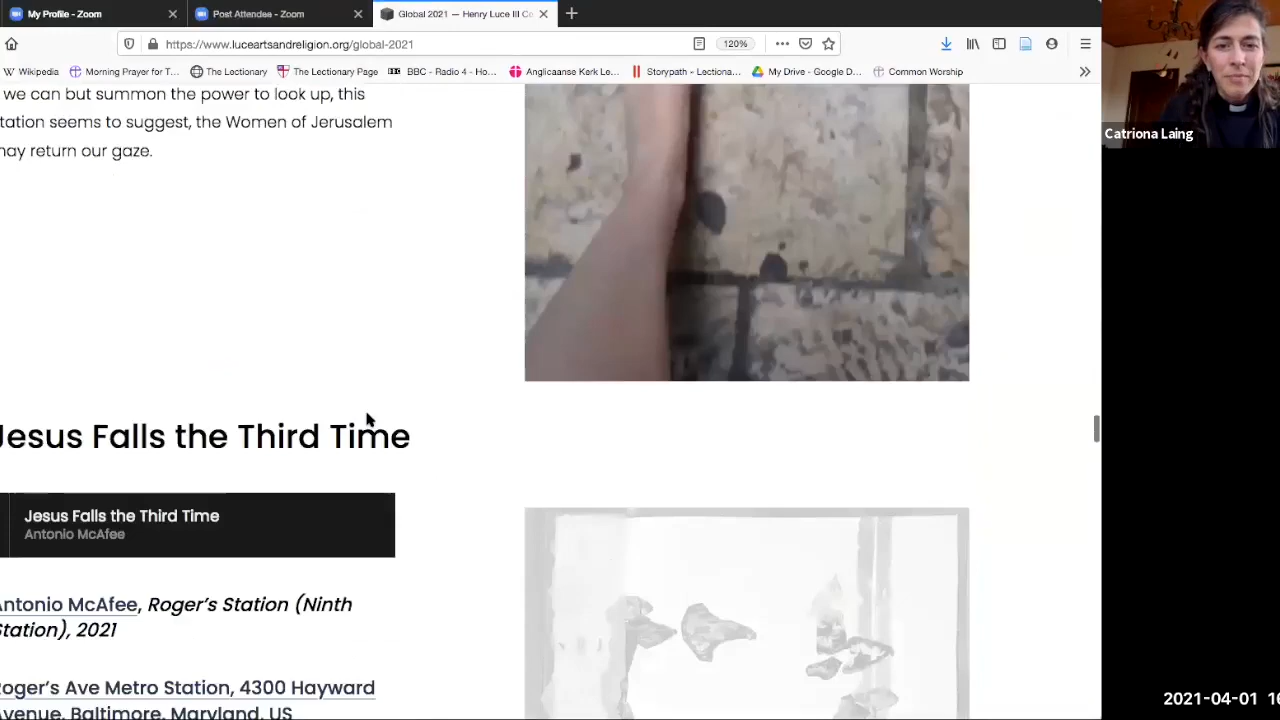 My Profile - Zoom
Post Attendee - Zoom
Global 2021 — Henry Luce III Ce
https://www.luceartsandreligion.org/global-2021
120%
Wikipedia
Morning Prayer for T...
The Lectionary
The Lectionary Page
BBC - Radio 4 - Ho...
Anglicaanse Kerk Le...
Storypath - Lectiona...
My Drive - Google D...
Common Worship
we can but summon the power to look up, this
tation seems to suggest, the Women of Jerusalem
may return our gaze.
Jesus Falls the Third Time
Jesus Falls the Third Time
Antonio McAfee
Antonio McAfee, Roger's Station (Ninth
Station), 2021
Roger's Ave Metro Station, 4300 Hayward
Avenue, Baltimore, Maryland, US
Catriona Laing
2021-04-01 16